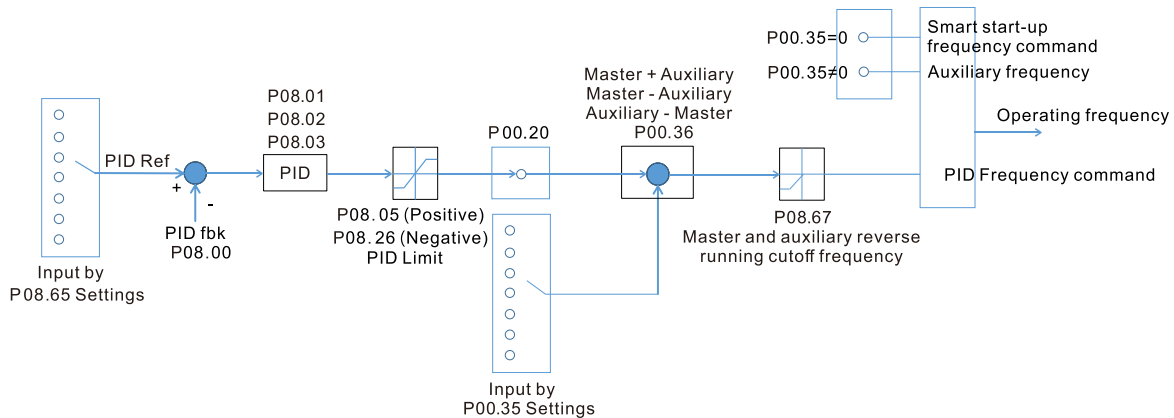 P00.35=0
P00.35≠0
Smart start-up
frequency command
Auxiliary frequency
Operating frequency
PID Frequency command
Master + Auxiliary
Master - Auxiliary
Auxiliary - Master
P00.36
P08.01
P08.02
P08.03
PID
P00.20
PID Ref
+
-
PID fbk
P08.00
P08.05 (Positive)
P08.26 (Negative)
PID Limit
P08.67
Master and auxiliary reverse
running cutoff frequency
Input by
P08.65 Settings
Input by
P00.35 Settings